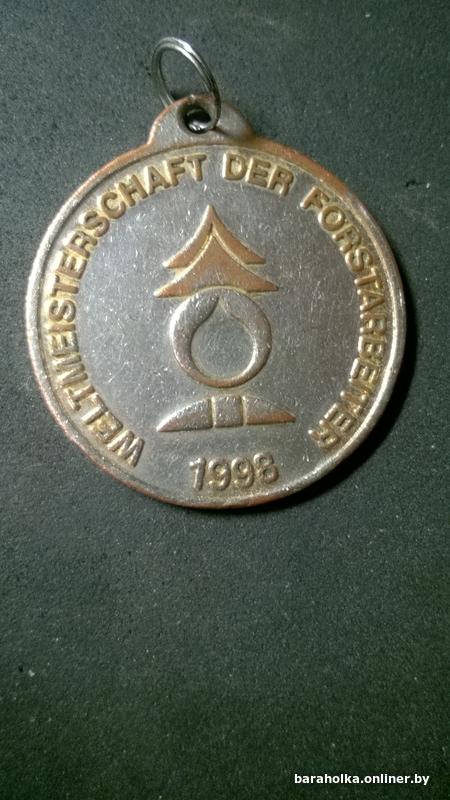 WELTMEISTERSCHAFT DER FORSTARBEITER
1998
baraholka.onliner.by